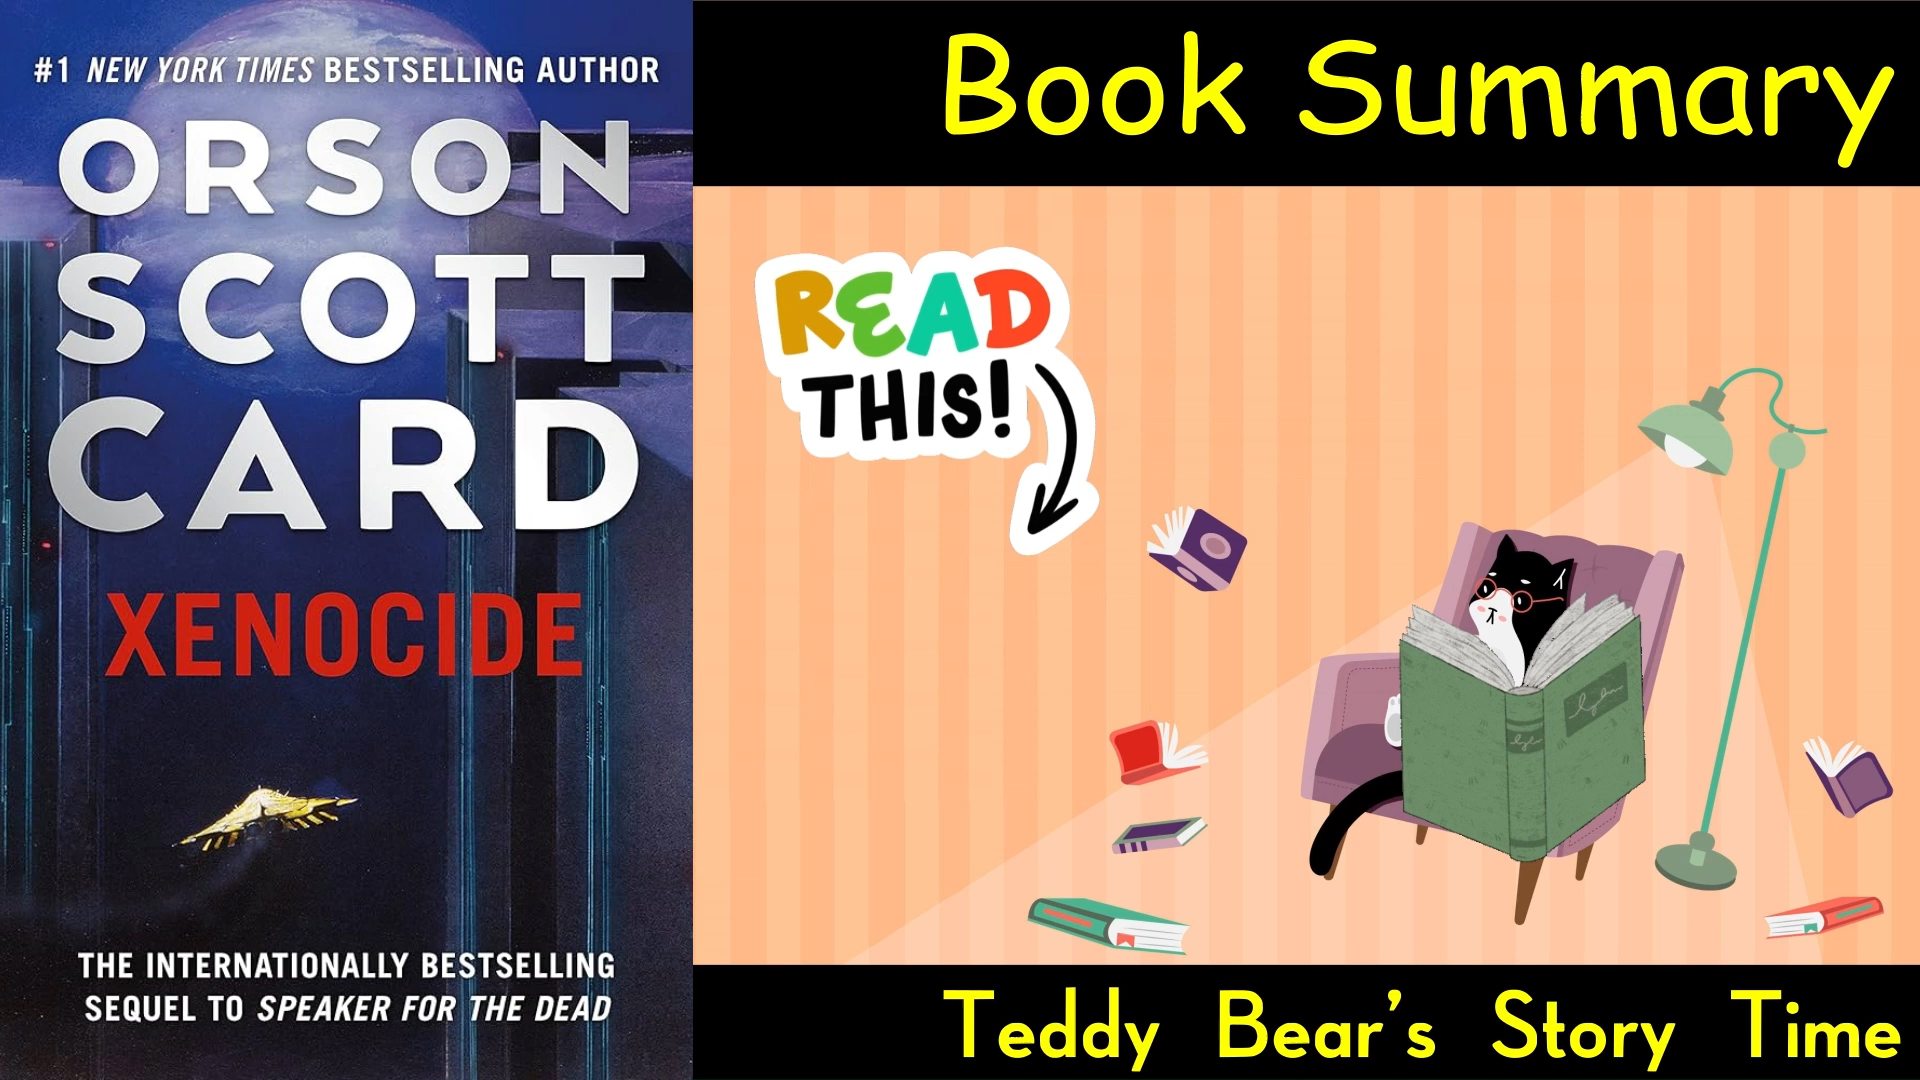 #1 NEW YORK TIMES BESTSELLING AUTHOR
ORSON
SCOTT
CARD
XENOCIDE
THE INTERNATIONALLY BESTSELLING
SEQUEL TO SPEAKER FOR THE DEAD
Book Summary
READ
THIS!
Teddy Bear's Story Time